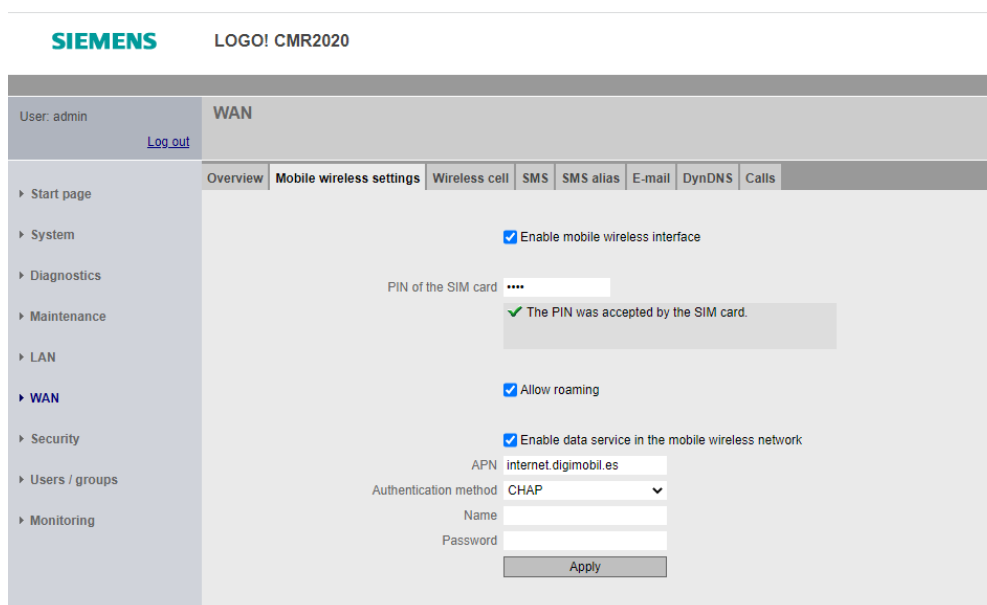 SIEMENS LOGO! CMR2020
User: admin
Log out
WAN
Overview Mobile wireless settings Wireless cell SMS SMS alias E-mail DynDNS Calls
Start page
System
Diagnostics
Maintenance
LAN
WAN
Security
Users / groups
Monitoring
Enable mobile wireless interface
PIN of the SIM card ••••
The PIN was accepted by the SIM card.
Allow roaming
Enable data service in the mobile wireless network
APN internet.digimobil.es
Authentication method CHAP
Name
Password
Apply